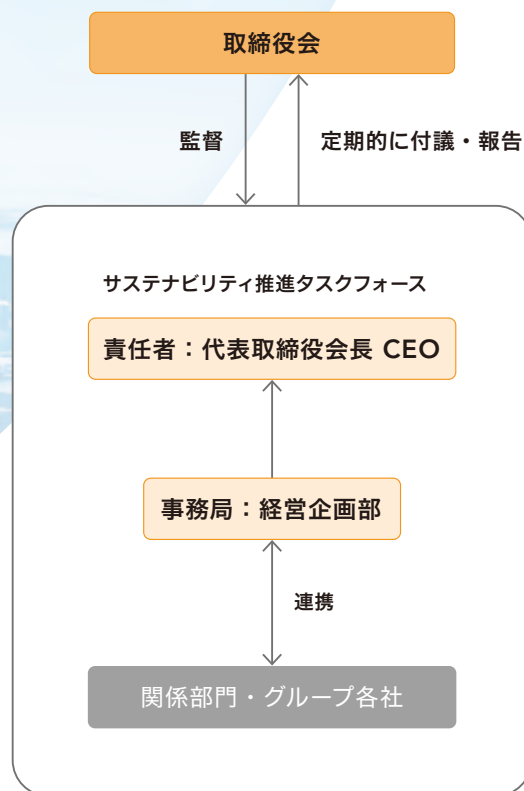 取締役会
監督
定期的に付議・報告
サステナビリティ推進タスクフォース
責任者：代表取締役会長 CEO
事務局：経営企画部
連携
関係部門・グループ各社